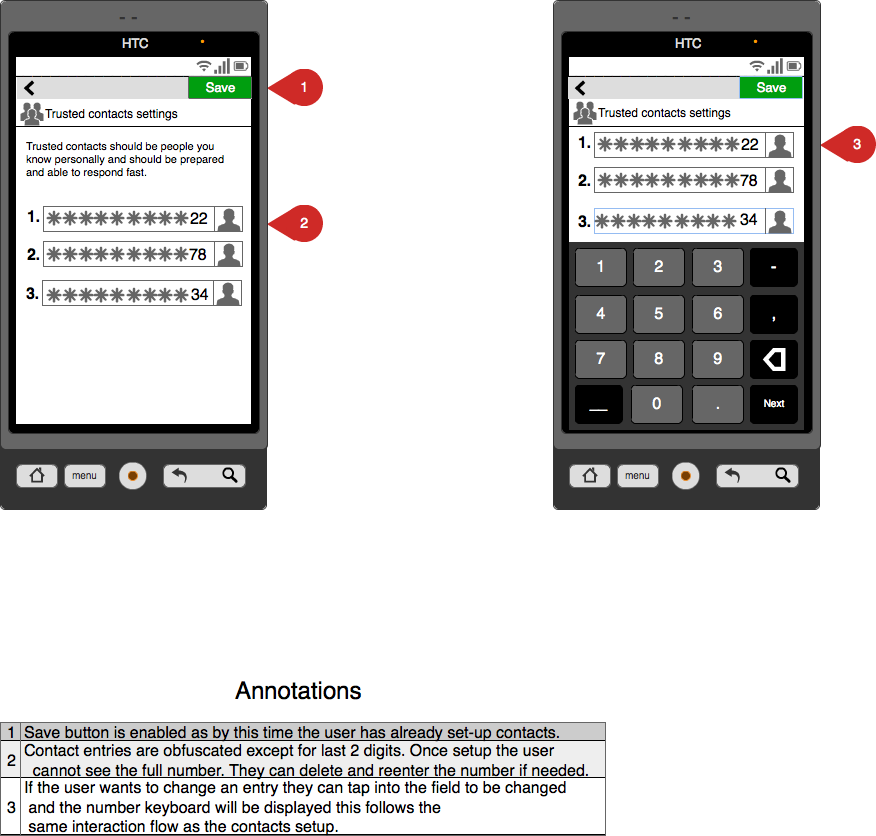 HTC
Save
1
Trusted contacts settings
Trusted contacts should be people you
know personally and should be prepared
and able to respond fast.
1. *********22
2
2. *********78
3. *********34
menu
HTC
Save
Trusted contacts settings
1. *********22
3
2. *********78
3. *********34
1 2 3 -
4 5 6 ,
7 8 9
_ 0 . Next
menu
Annotations
1 Save button is enabled as by this time the user has already set-up contacts.
2 Contact entries are obfuscated except for last 2 digits. Once setup the user
cannot see the full number. They can delete and reenter the number if needed.
3 If the user wants to change an entry they can tap into the field to be changed
and the number keyboard will be displayed this follows the
same interaction flow as the contacts setup.